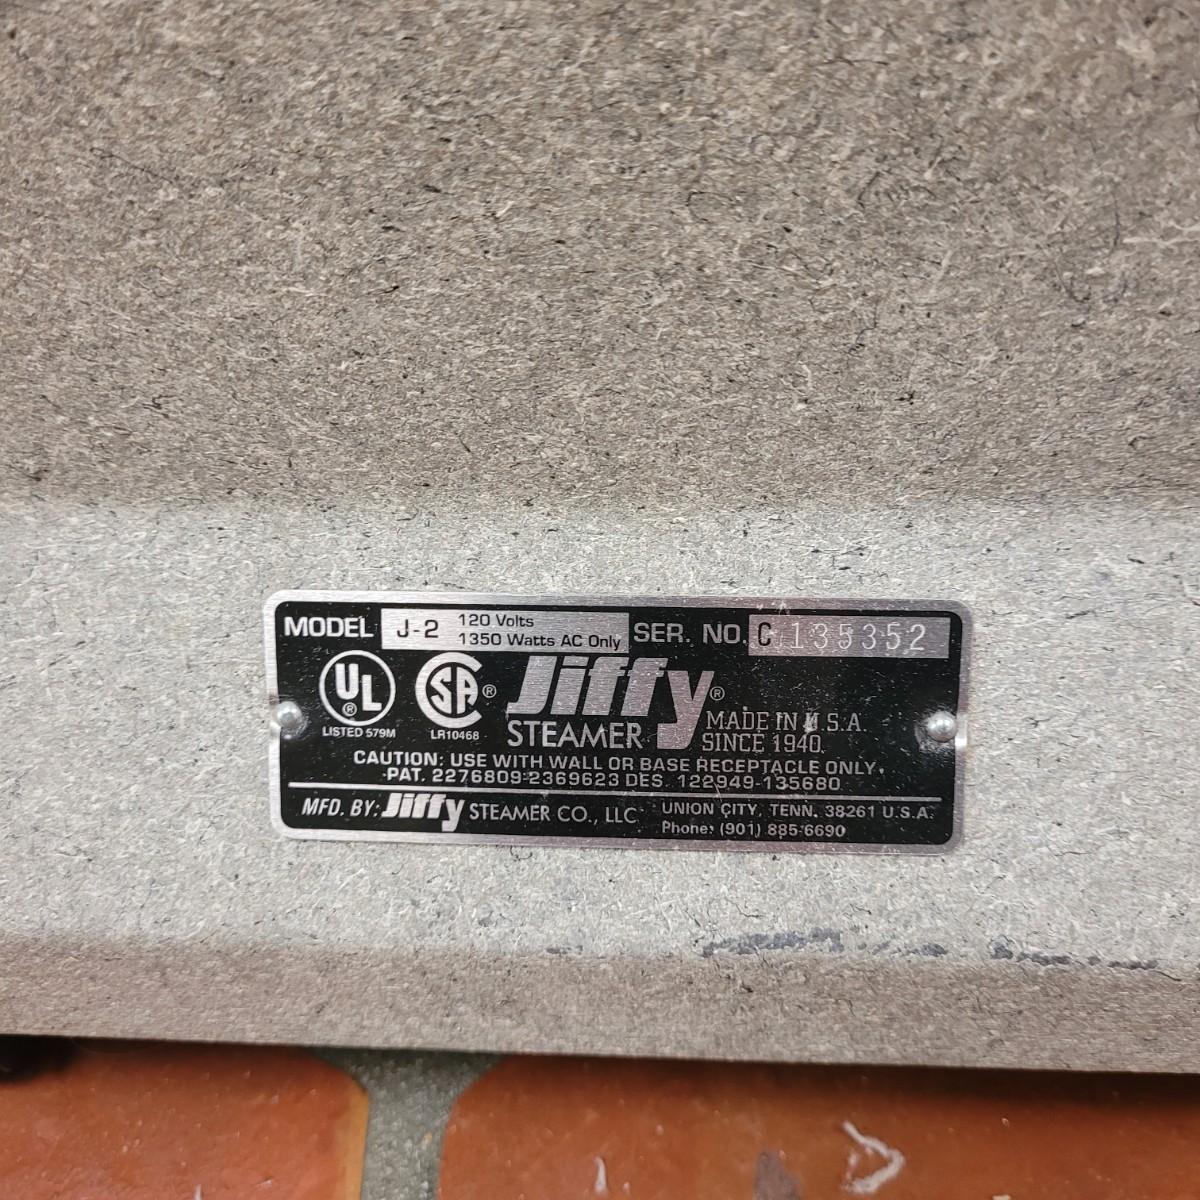 MODEL J-2 120 Volts
1350 Watts AC Only
SER. NO. C 135352
UL ®
LISTED 579M
SA ®
LR10468
Jiffy ®
STEAMER
MADE IN U.S.A.
SINCE 1940.
CAUTION: USE WITH WALL OR BASE RECEPTACLE ONLY.
PAT. 2276809-2369623 DES. 122949-135680
MFD. BY: Jiffy STEAMER CO., LLC
UNION CITY, TENN. 38261 U.S.A.
Phone: (901) 885-6690